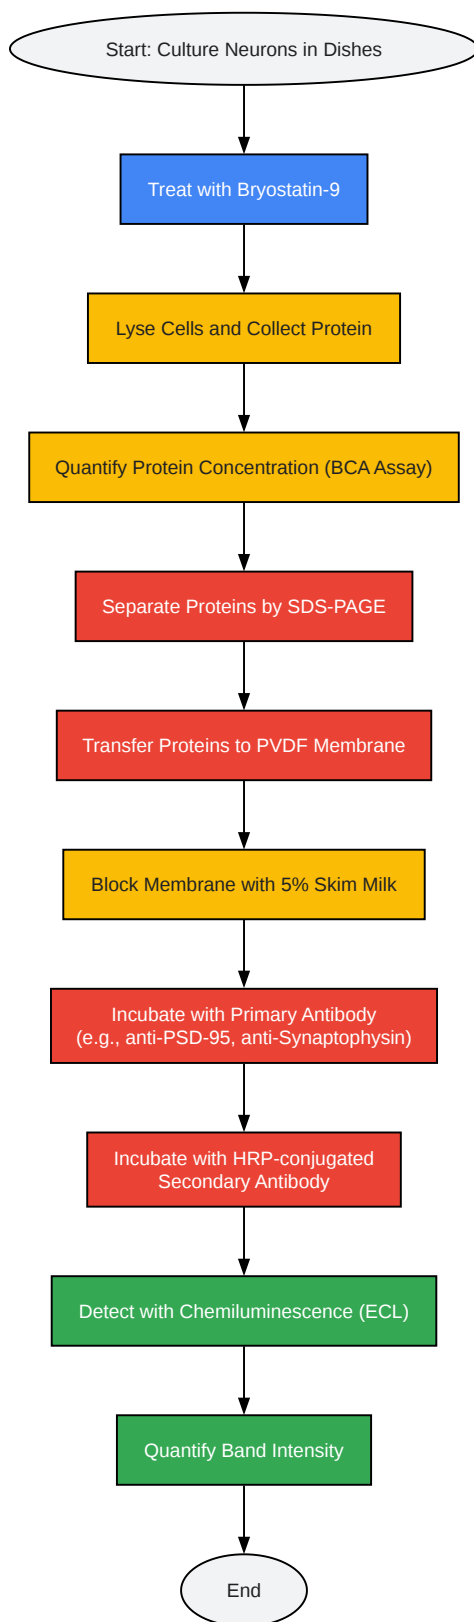 Start: Culture Neurons in Dishes
Treat with Bryostatin-9
Lyse Cells and Collect Protein
Quantify Protein Concentration (BCA Assay)
Separate Proteins by SDS-PAGE
Transfer Proteins to PVDF Membrane
Block Membrane with 5% Skim Milk
Incubate with Primary Antibody
(e.g., anti-PSD-95, anti-Synaptophysin)
Incubate with HRP-conjugated
Secondary Antibody
Detect with Chemiluminescence (ECL)
Quantify Band Intensity
End